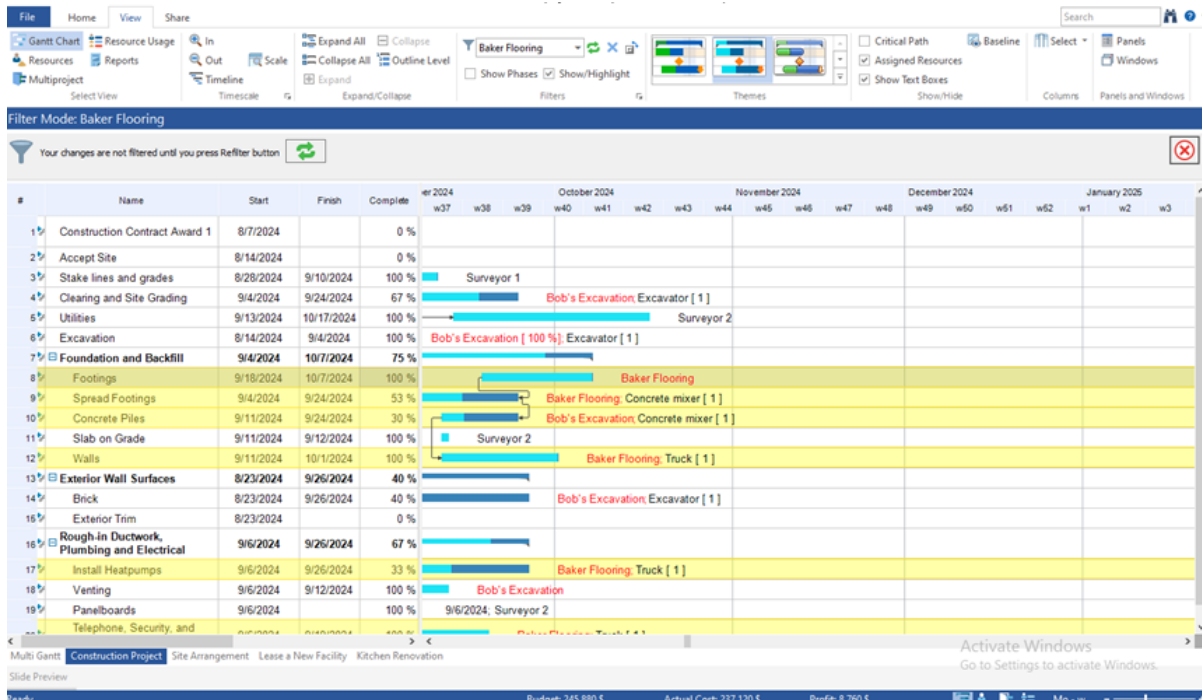 File Home View Share Search
Gantt Chart Resource Usage In Expand All Collapse Baker Flooring Critical Path Baseline Select Panels
Resources Reports Out Scale Collapse All Outline Level Assigned Resources Windows
Multiproject Timeline Expand Show Phases Show/Highlight Show Text Boxes
Select View Timescale Expand/Collapse Filters Themes Show/Hide Columns Panels and Windows
Filter Mode: Baker Flooring
Your changes are not filtered until you press Refilter button
er 2024 October 2024 November 2024 December 2024 January 2025
# Name Start Finish Complete
w37 w38 w39 w40 w41 w42 w43 w44 w45 w46 w47 w48 w49 w50 w51 w52 w1 w2 w3
1 Construction Contract Award 1 8/7/2024 0 %
2 Accept Site 8/14/2024 0 %
3 Stake lines and grades 8/28/2024 9/10/2024 100 % Surveyor 1
4 Clearing and Site Grading 9/4/2024 9/24/2024 67 % Bob's Excavation; Excavator [ 1 ]
5 Utilities 9/13/2024 10/17/2024 100 % Surveyor 2
6 Excavation 8/14/2024 9/4/2024 100 % Bob's Excavation [ 100 %]; Excavator [ 1 ]
7 Foundation and Backfill 9/4/2024 10/7/2024 75 %
8 Footings 9/18/2024 10/7/2024 100 % Baker Flooring
9 Spread Footings 9/4/2024 9/24/2024 53 % Baker Flooring; Concrete mixer [ 1 ]
10 Concrete Piles 9/11/2024 9/24/2024 30 % Bob's Excavation; Concrete mixer [ 1 ]
11 Slab on Grade 9/11/2024 9/12/2024 100 % Surveyor 2
12 Walls 9/11/2024 10/1/2024 100 % Baker Flooring; Truck [ 1 ]
13 Exterior Wall Surfaces 8/23/2024 9/26/2024 40 %
14 Brick 8/23/2024 9/26/2024 40 % Bob's Excavation; Excavator [ 1 ]
15 Exterior Trim 8/23/2024 0 %
16 Rough-in Ductwork,
Plumbing and Electrical 9/6/2024 9/26/2024 67 %
17 Install Heatpumps 9/6/2024 9/26/2024 33 % Baker Flooring; Truck [ 1 ]
18 Venting 9/6/2024 9/12/2024 100 % Bob's Excavation
19 Panelboards 9/6/2024 100 % 9/6/2024; Surveyor 2
Telephone, Security, and
Multi Gantt Construction Project Site Arrangement Lease a New Facility Kitchen Renovation
Activate Windows
Go to Settings to activate Windows.
Slide Preview
Ready Budget: 245,880 $ Actual Cost: 237,120 $ Profit: 8,760 $